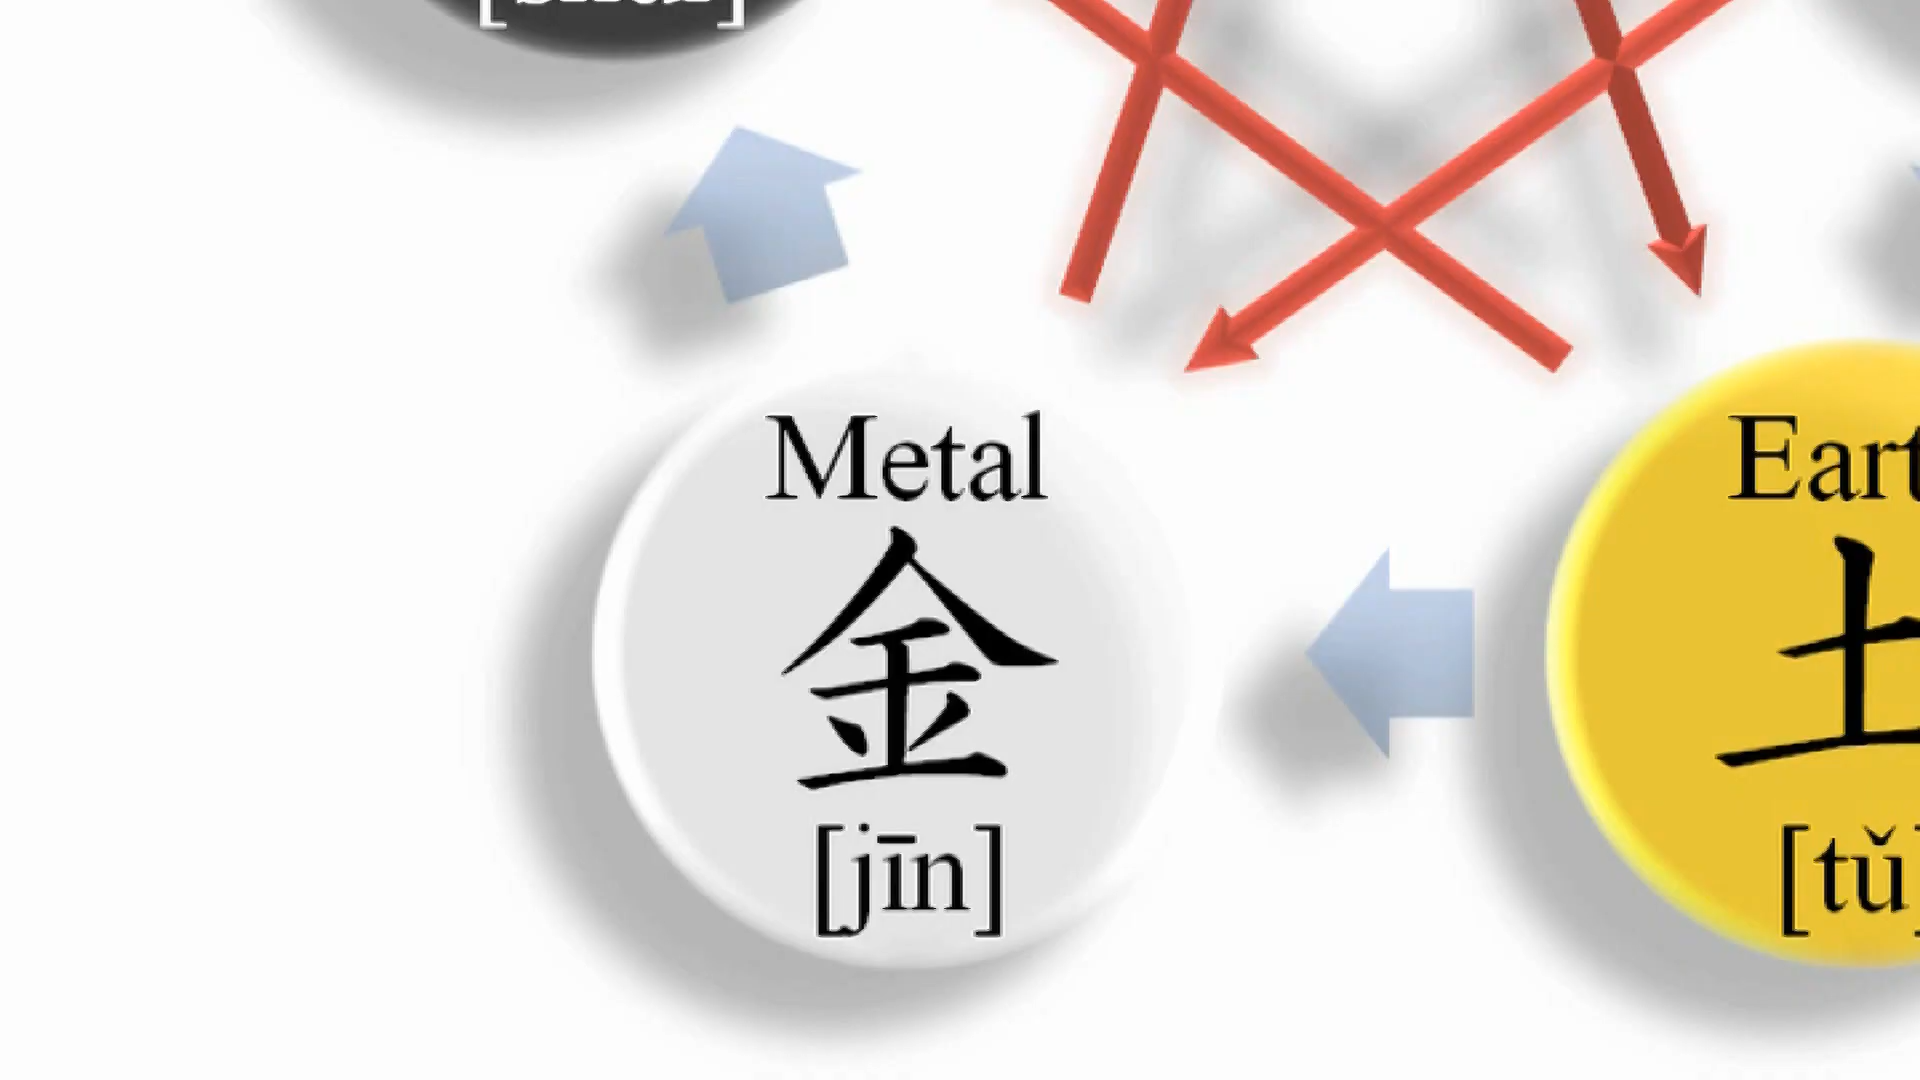 Metal
金
[jīn]
Eart
土
[tǔ]